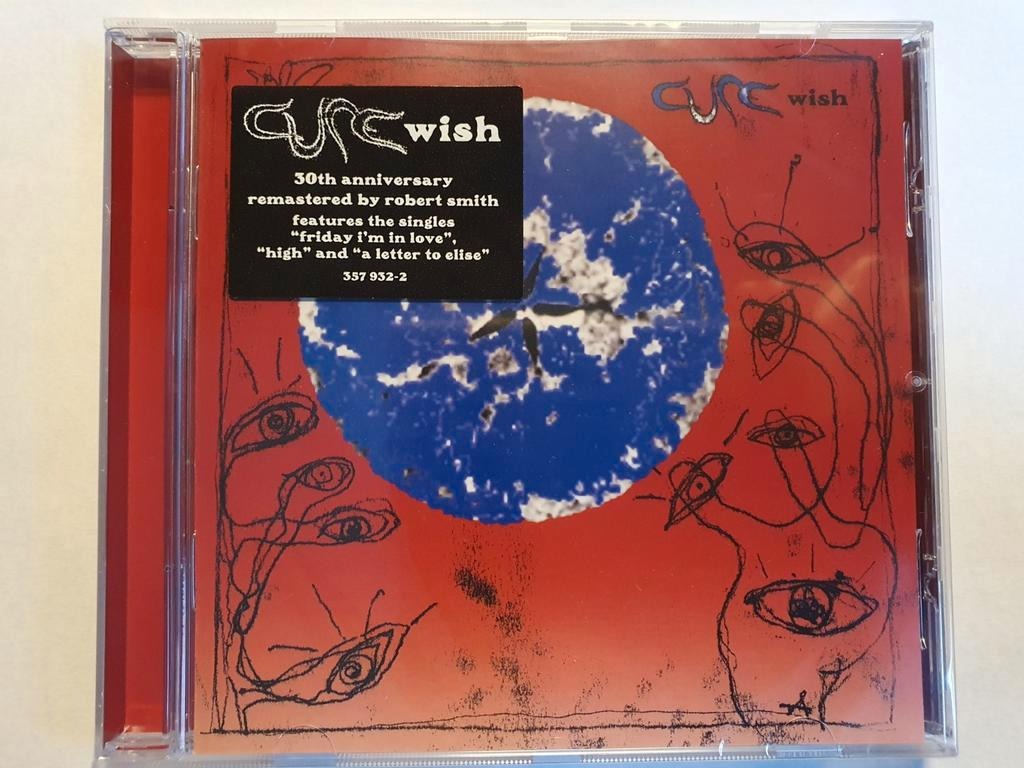 CURE wish
30th anniversary
remastered by robert smith
features the singles
“friday i’m in love”,
“high” and “a letter to elise”
357 932-2
CURE wish